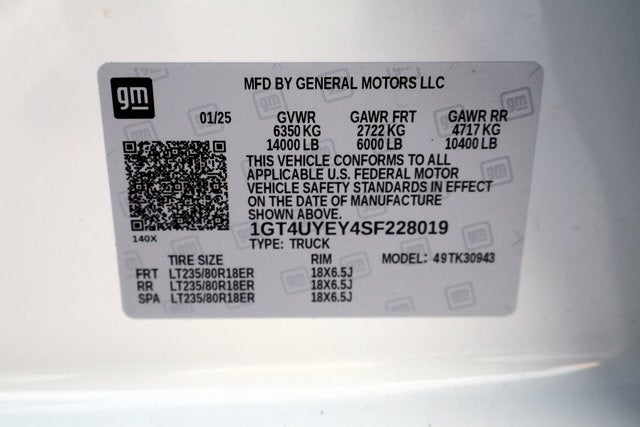 gm
MFD BY GENERAL MOTORS LLC
01/25 GVWR GAWR FRT GAWR RR
6350 KG 2722 KG 4717 KG
14000 LB 6000 LB 10400 LB
THIS VEHICLE CONFORMS TO ALL
APPLICABLE U.S. FEDERAL MOTOR
VEHICLE SAFETY STANDARDS IN EFFECT
ON THE DATE OF MANUFACTURE
SHOWN ABOVE.
1GT4UYEY4SF228019
140X
TYPE: TRUCK
TIRE SIZE RIM MODEL: 49TK30943
FRT LT235/80R18ER 18X6.5J
RR LT235/80R18ER 18X6.5J
SPA LT235/80R18ER 18X6.5J